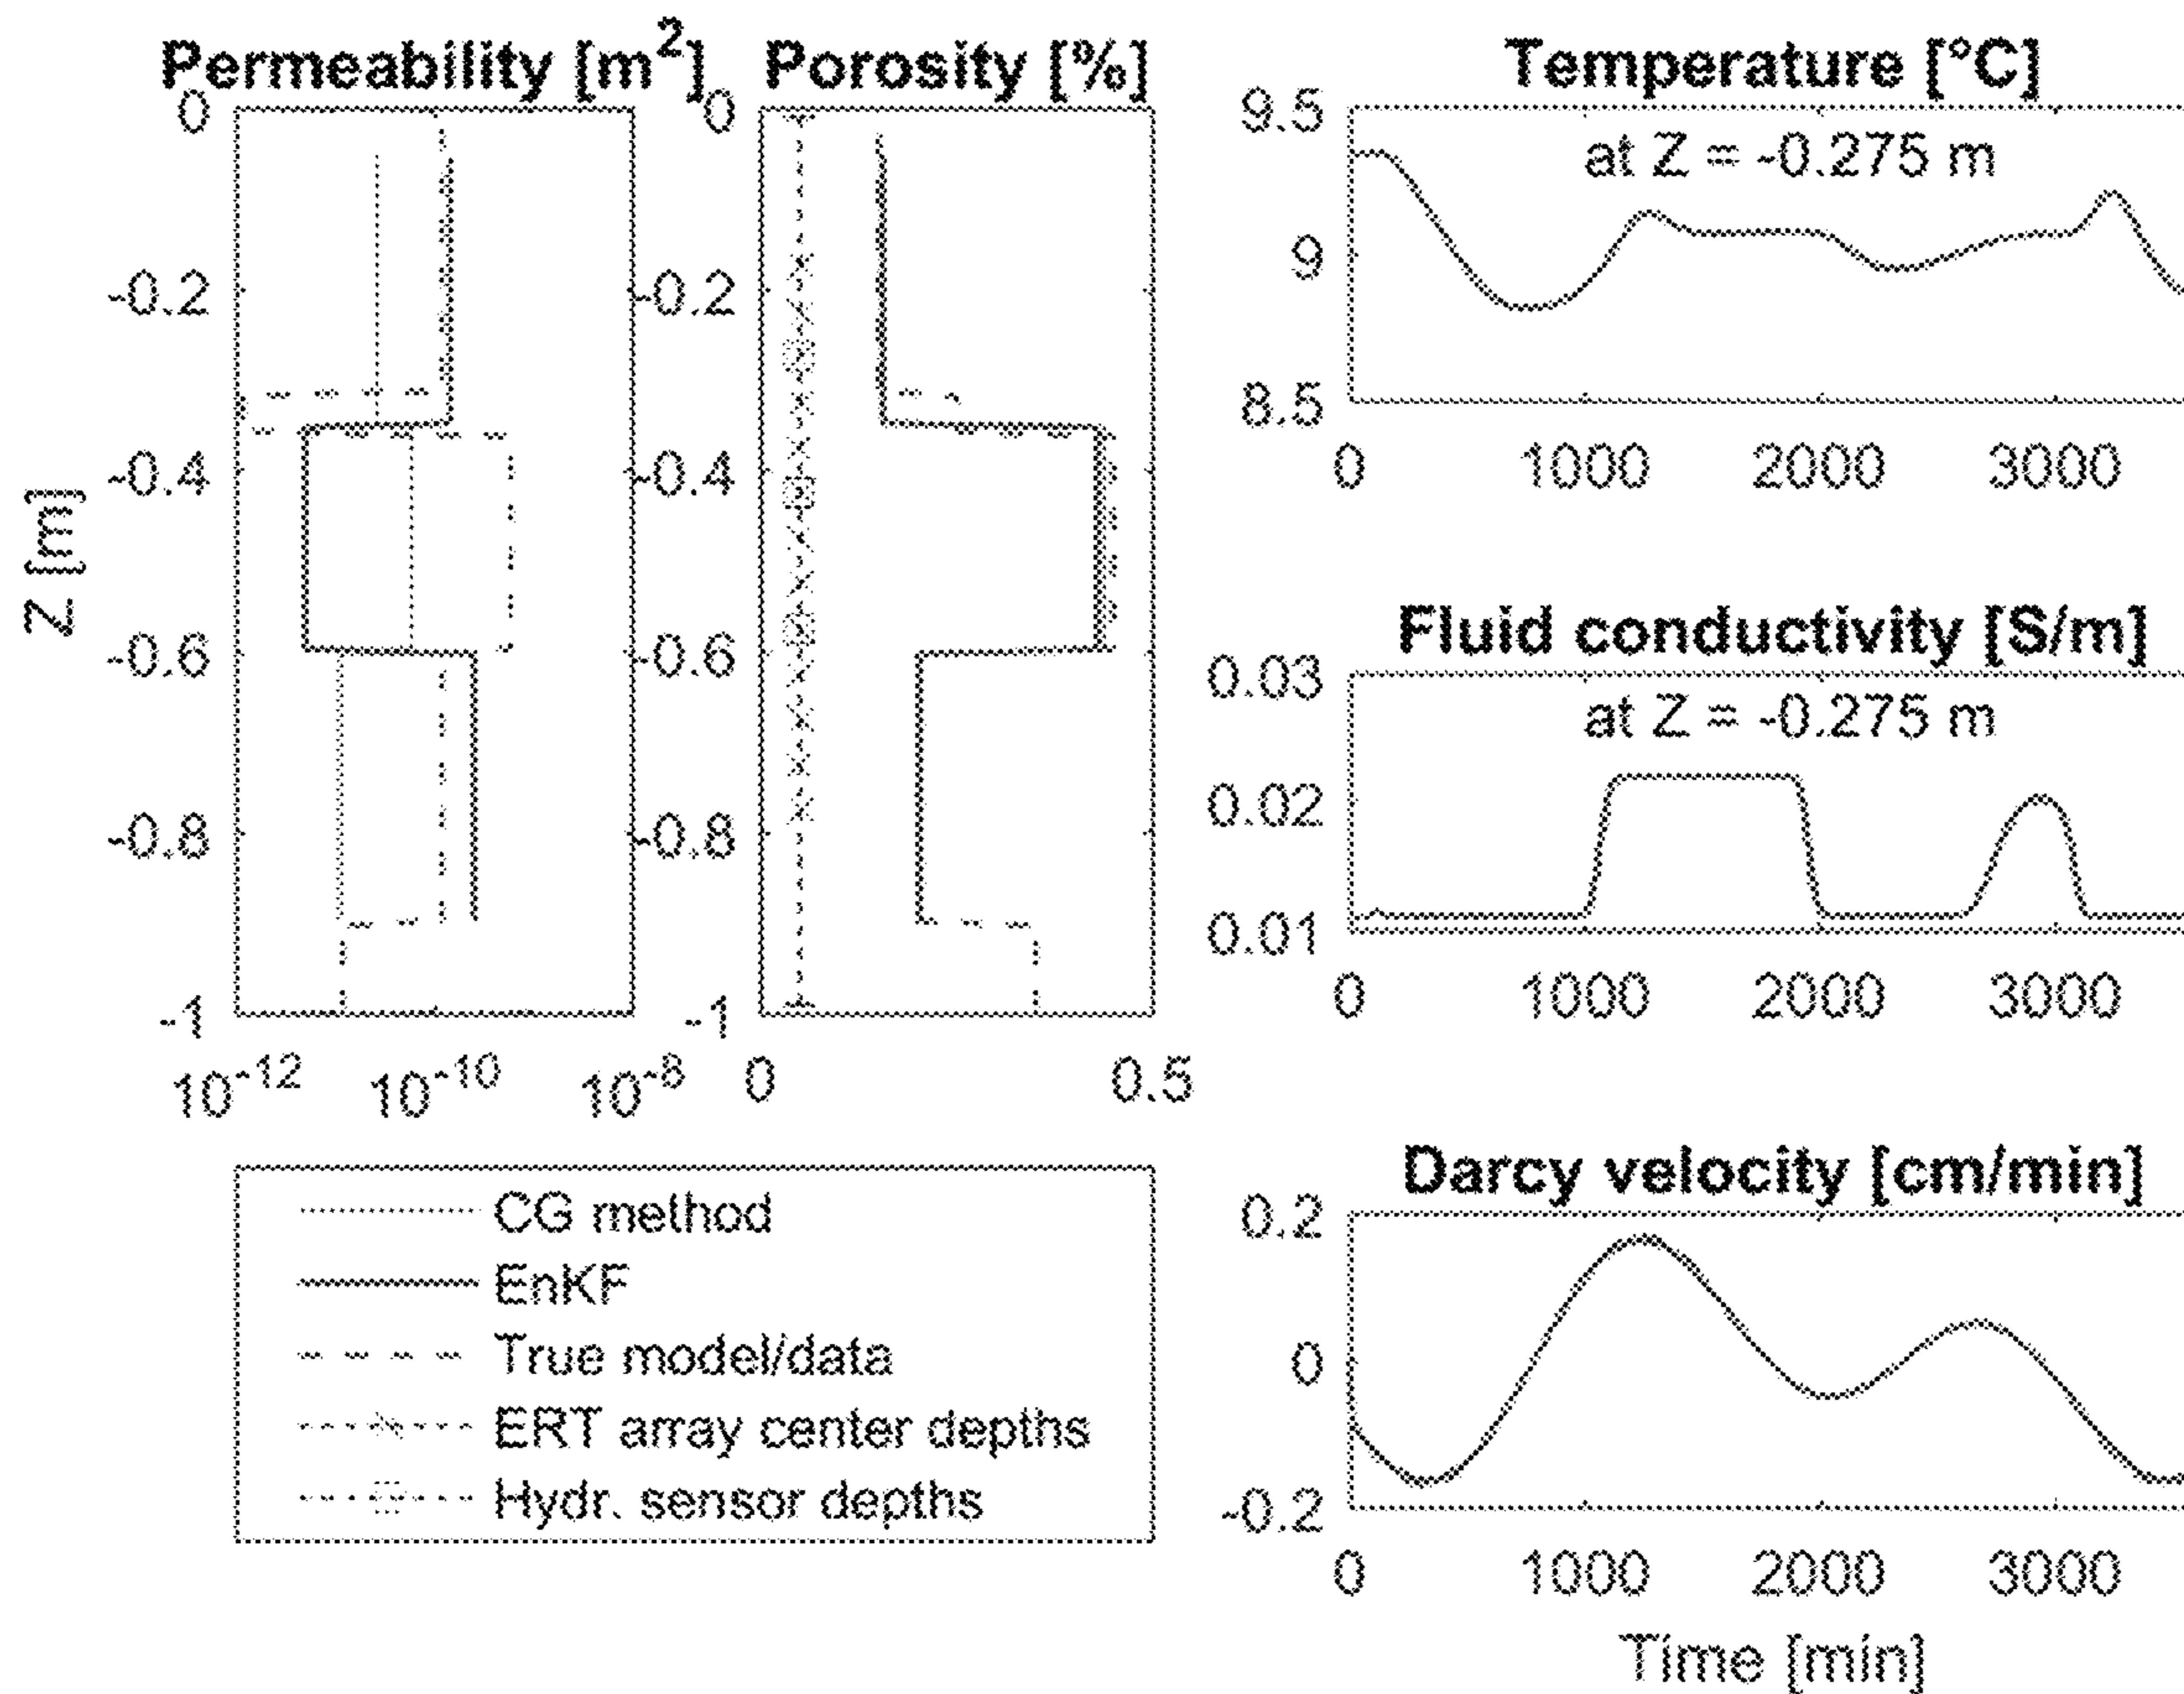 Permeability [m²]
0
-0.2
-0.4
-0.6
-0.8
-1
Z [m]
10⁻¹² 10⁻¹⁰ 10⁻⁸
Porosity [%]
0
-0.2
-0.4
-0.6
-0.8
-1
0 0.5
CG method
EnKF
True model/data
ERT array center depths
Hydr. sensor depths
Temperature [°C]
at Z = -0.275 m
9.5
9
8.5
0 1000 2000 3000
Fluid conductivity [S/m]
at Z = -0.275 m
0.03
0.02
0.01
0 1000 2000 3000
Darcy velocity [cm/min]
0.2
0
-0.2
0 1000 2000 3000
Time [min]